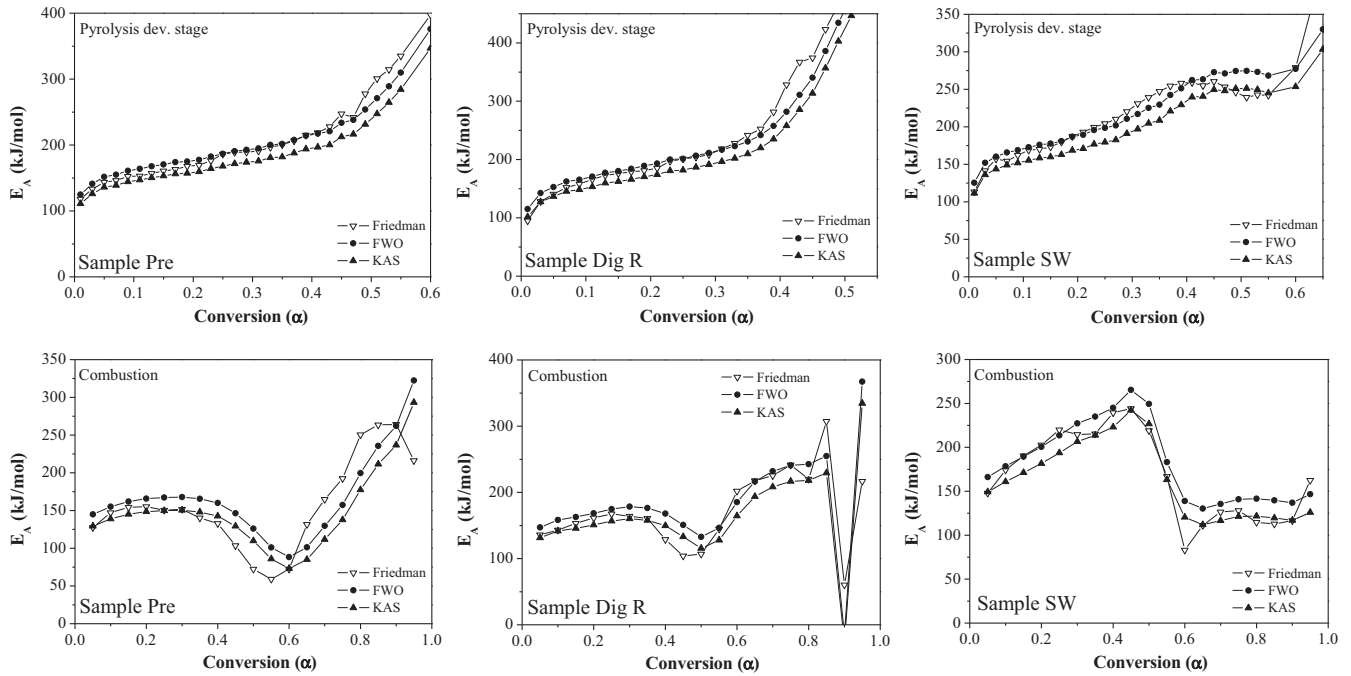 400
300
200
100
0
E_A (kJ/mol)
Pyrolysis dev. stage
Friedman
FWO
KAS
Sample Pre
0.0 0.1 0.2 0.3 0.4 0.5 0.6
Conversion (α)
400
300
200
100
0
E_A (kJ/mol)
Pyrolysis dev. stage
Friedman
FWO
KAS
Sample Dig R
0.0 0.1 0.2 0.3 0.4 0.5
Conversion (α)
350
300
250
200
150
100
50
0
E_A (kJ/mol)
Pyrolysis dev. stage
Friedman
FWO
KAS
Sample SW
0.0 0.1 0.2 0.3 0.4 0.5 0.6
Conversion (α)
350
300
250
200
150
100
50
0
E_A (kJ/mol)
Combustion
Friedman
FWO
KAS
Sample Pre
0.0 0.2 0.4 0.6 0.8 1.0
Conversion (α)
400
300
200
100
0
E_A (kJ/mol)
Combustion
Friedman
FWO
KAS
Sample Dig R
0.0 0.2 0.4 0.6 0.8 1.0
Conversion (α)
300
250
200
150
100
50
0
E_A (kJ/mol)
Combustion
Friedman
FWO
KAS
Sample SW
0.0 0.2 0.4 0.6 0.8 1.0
Conversion (α)